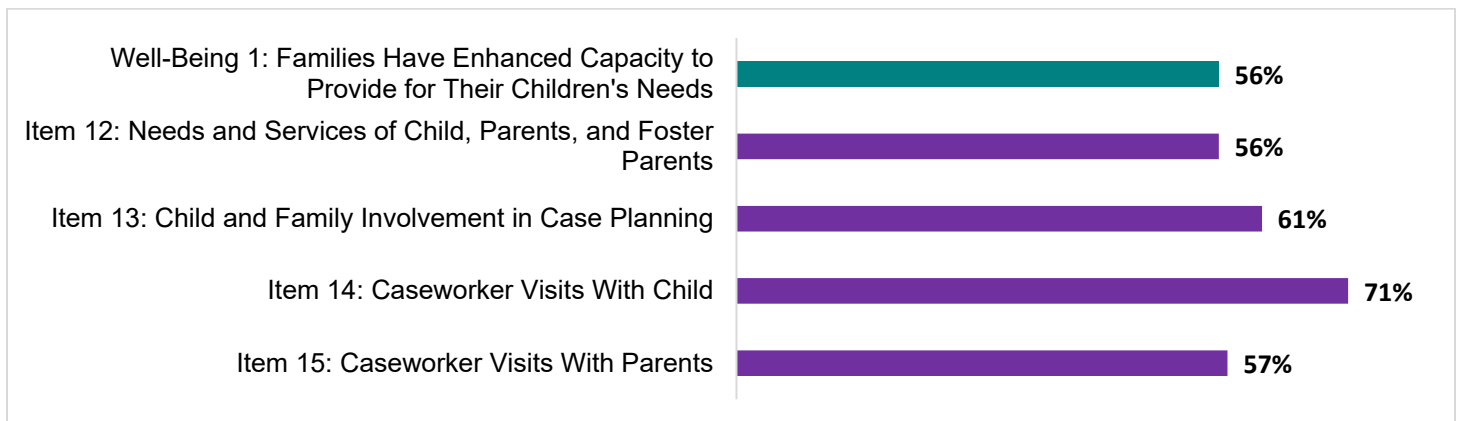 Well-Being 1: Families Have Enhanced Capacity to
Provide for Their Children's Needs
56%
Item 12: Needs and Services of Child, Parents, and Foster
Parents
56%
Item 13: Child and Family Involvement in Case Planning
61%
Item 14: Caseworker Visits With Child
71%
Item 15: Caseworker Visits With Parents
57%